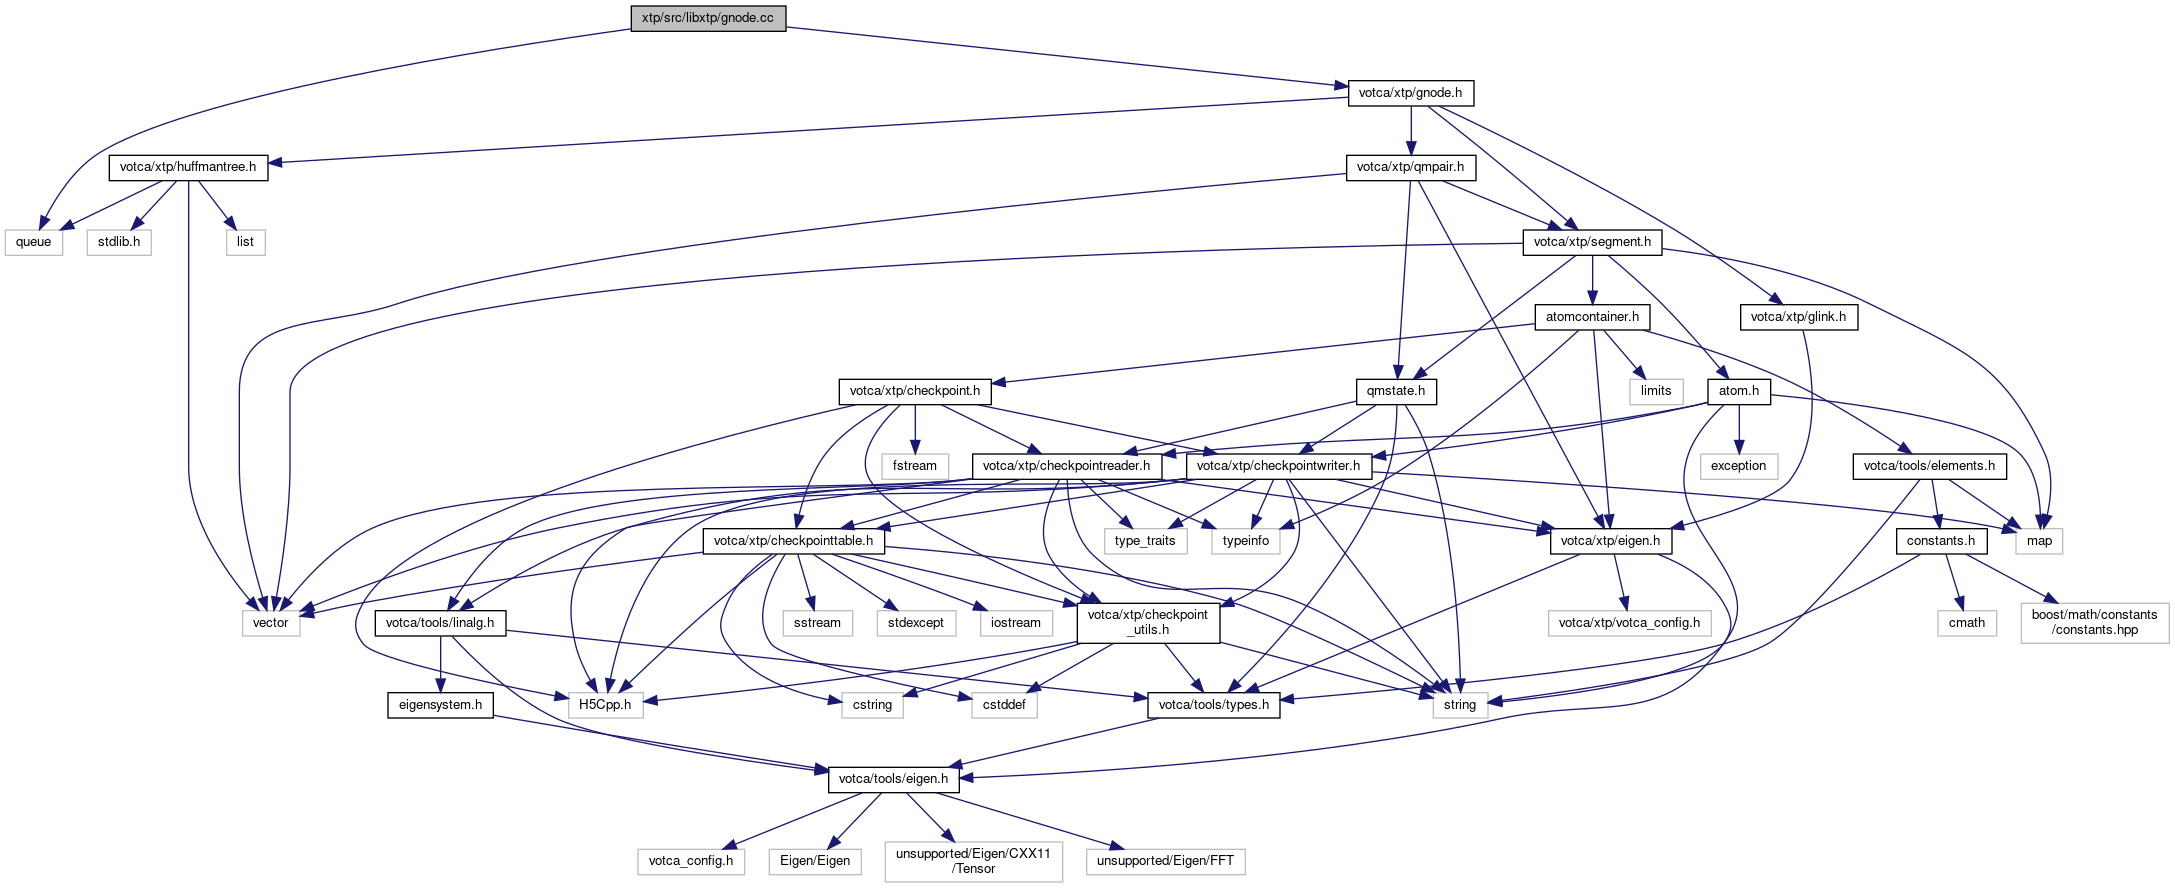 xtp/src/libxtp/gnode.cc
votca/xtp/gnode.h
votca/xtp/huffmantree.h
votca/xtp/qmpair.h
queue
stdlib.h
list
votca/xtp/segment.h
atomcontainer.h
votca/xtp/glink.h
votca/xtp/checkpoint.h
qmstate.h
limits
atom.h
fstream
votca/xtp/checkpointreader.h
votca/xtp/checkpointwriter.h
exception
votca/tools/elements.h
votca/xtp/checkpointtable.h
type_traits
typeinfo
votca/xtp/eigen.h
constants.h
map
vector
votca/tools/linalg.h
sstream
stdexcept
iostream
votca/xtp/checkpoint
_utils.h
votca/xtp/votca_config.h
cmath
boost/math/constants
/constants.hpp
eigensystem.h
H5Cpp.h
cstring
cstddef
votca/tools/types.h
string
votca/tools/eigen.h
votca_config.h
Eigen/Eigen
unsupported/Eigen/CXX11
/Tensor
unsupported/Eigen/FFT